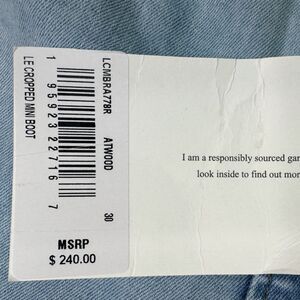 LCMBRA778R
ATWOOD
30
1 95923 22716 7
LE CROPPED MINI BOOT
MSRP
$ 240.00
I am a responsibly sourced gar
look inside to find out mor